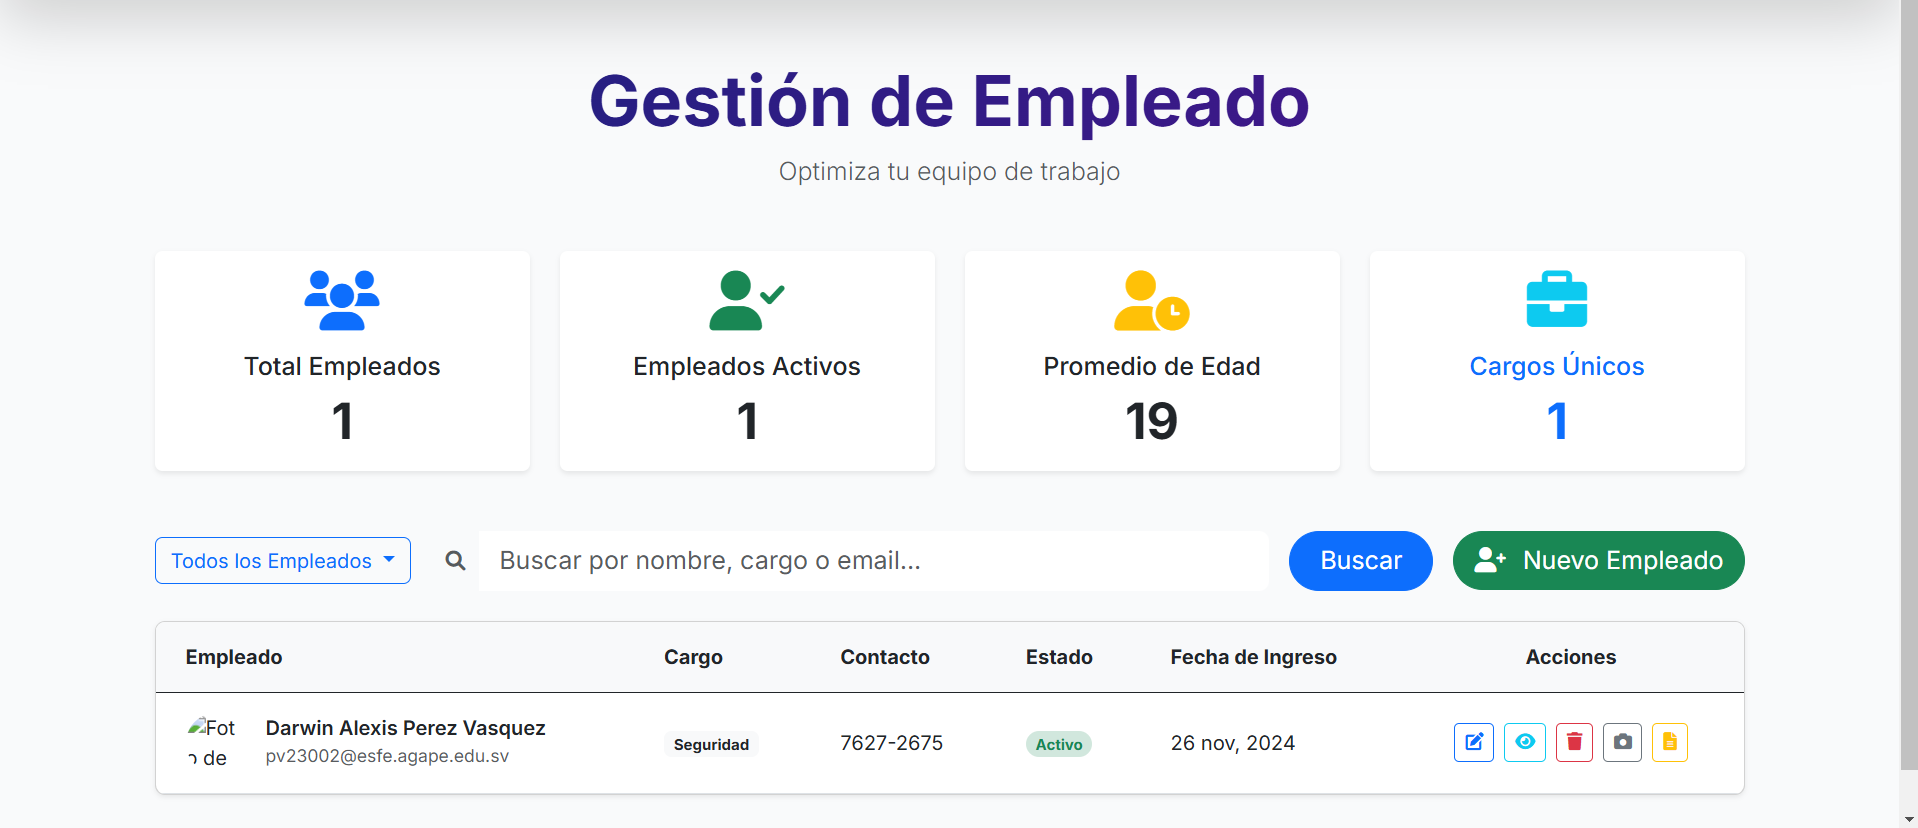 Gestión de Empleado
Optimiza tu equipo de trabajo
Total Empleados
1
Empleados Activos
1
Promedio de Edad
19
Cargos Únicos
1
Todos los Empleados
Buscar por nombre, cargo o email...
Buscar
Nuevo Empleado
Empleado Cargo Contacto Estado Fecha de Ingreso Acciones
Fot
o de
Darwin Alexis Perez Vasquez
pv23002@esfe.agape.edu.sv
Seguridad
7627-2675
Activo
26 nov, 2024